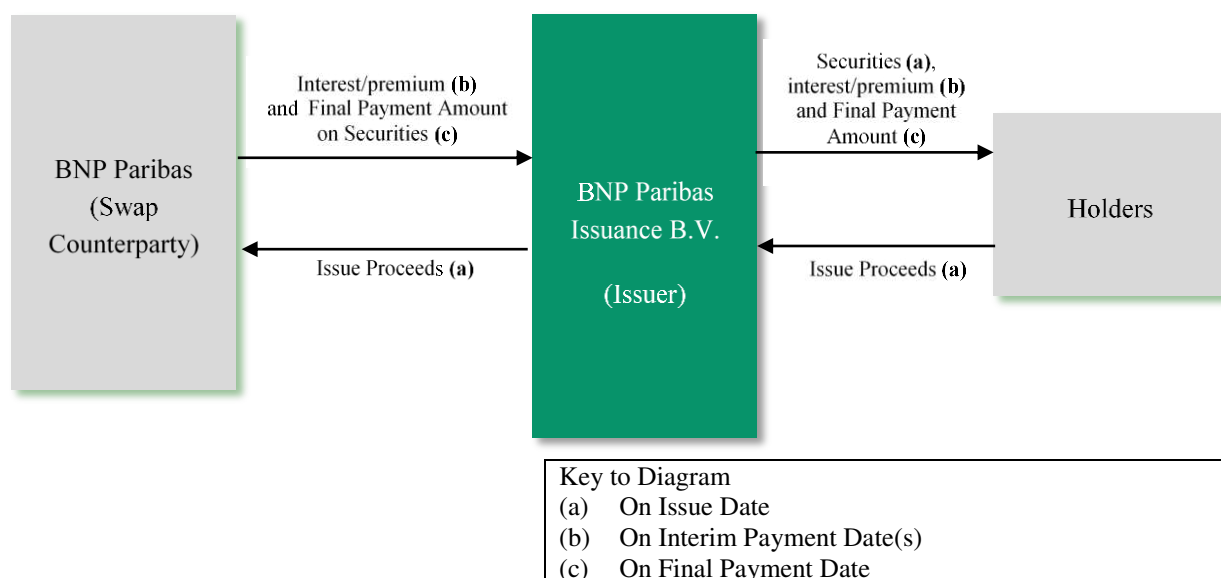 BNP Paribas
(Swap
Counterparty)
Interest/premium (b)
and Final Payment Amount
on Securities (c)
Issue Proceeds (a)
BNP Paribas
Issuance B.V.
(Issuer)
Securities (a),
interest/premium (b)
and Final Payment
Amount (c)
Issue Proceeds (a)
Holders
Key to Diagram
(a) On Issue Date
(b) On Interim Payment Date(s)
(c) On Final Payment Date